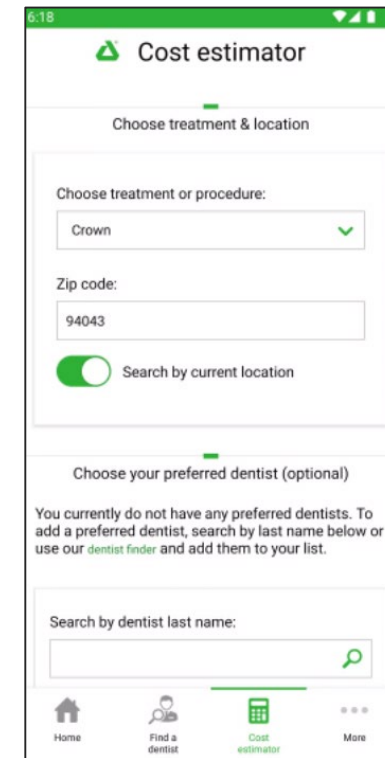 6:18
Cost estimator
Choose treatment & location
Choose treatment or procedure:
Crown
Zip code:
94043
Search by current location
Choose your preferred dentist (optional)
You currently do not have any preferred dentists. To
add a preferred dentist, search by last name below or
use our dentist finder and add them to your list.
Search by dentist last name:
Home
Find a
dentist
Cost
estimator
More